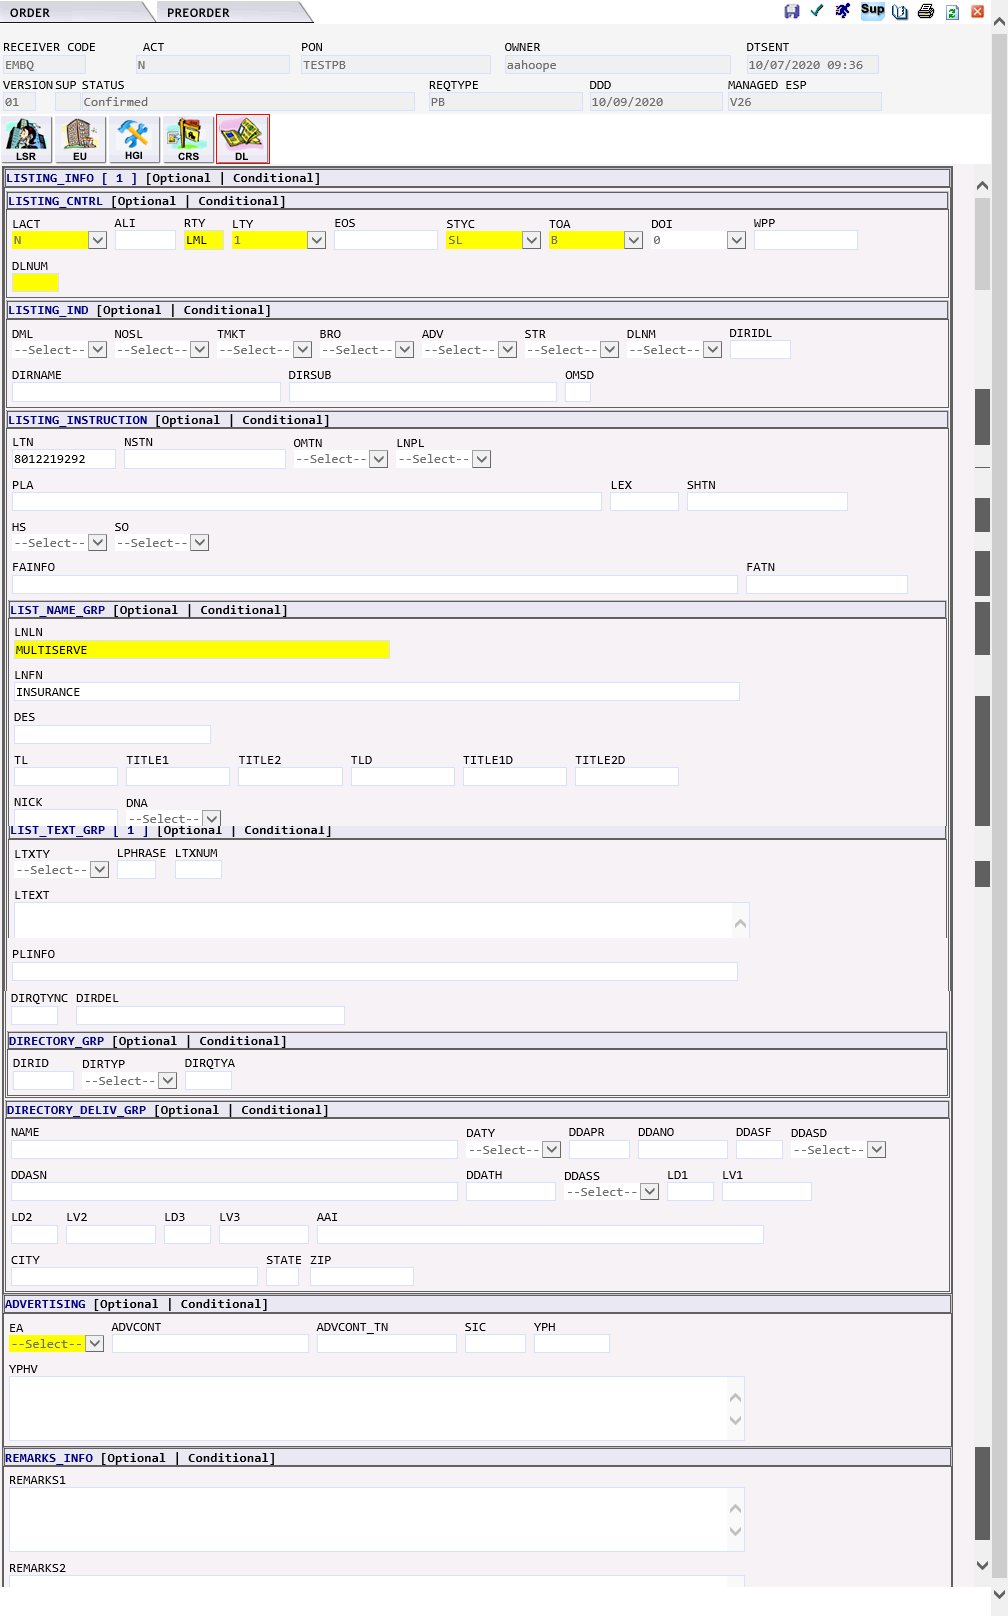 ORDER PREORDER Sup
RECEIVER CODE ACT PON OWNER DTSENT
EMBQ N TESTPB aahoope 10/07/2020 09:36
VERSION SUP STATUS REQTYPE DDD MANAGED ESP
01 Confirmed PB 10/09/2020 V26
LSR EU HGI CRS DL
LISTING_INFO [ 1 ] [Optional | Conditional]
LISTING_CNTRL [Optional | Conditional]
LACT ALI RTY LTY EOS STYC TOA DOI WPP
N LML 1 SL B 0
DLNUM
LISTING_IND [Optional | Conditional]
DML NOSL TMKT BRO ADV STR DLNM DIRIDL
--Select-- --Select-- --Select-- --Select-- --Select-- --Select-- --Select--
DIRNAME DIRSUB OMSD
LISTING_INSTRUCTION [Optional | Conditional]
LTN NSTN OMTN LNPL
8012219292 --Select-- --Select--
PLA LEX SHTN
HS SO
--Select-- --Select--
FAINFO FATN
LIST_NAME_GRP [Optional | Conditional]
LNLN
MULTISERVE
LNFN
INSURANCE
DES
TL TITLE1 TITLE2 TLD TITLE1D TITLE2D
NICK DNA
--Select--
LIST_TEXT_GRP [ 1 ] [Optional | Conditional]
LTXTY LPHRASE LTXNUM
--Select--
LTEXT
PLINFO
DIRQTYNC DIRDEL
DIRECTORY_GRP [Optional | Conditional]
DIRID DIRTYP DIRQTYA
--Select--
DIRECTORY_DELIV_GRP [Optional | Conditional]
NAME DATY DDAPR DDANO DDASF DDASD
--Select-- --Select--
DDASN DDATH DDASS LD1 LV1
--Select--
LD2 LV2 LD3 LV3 AAI
CITY STATE ZIP
ADVERTISING [Optional | Conditional]
EA ADVCONT ADVCONT_TN SIC YPH
--Select--
YPHV
REMARKS_INFO [Optional | Conditional]
REMARKS1
REMARKS2